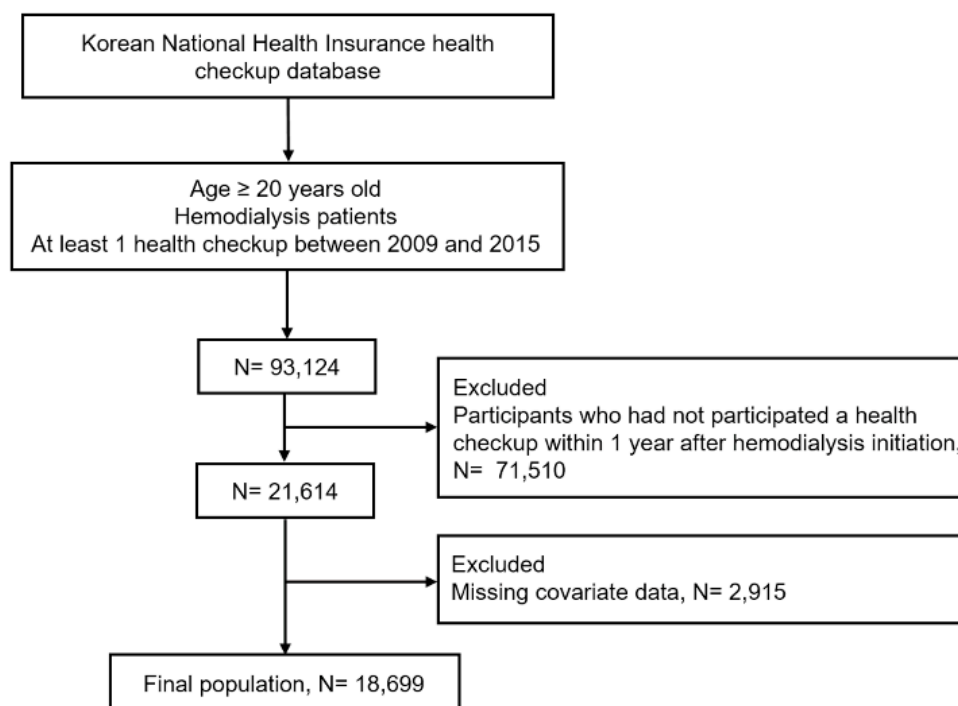 Korean National Health Insurance health
checkup database
Age ≥ 20 years old
Hemodialysis patients
At least 1 health checkup between 2009 and 2015
N= 93,124
Excluded
Participants who had not participated a health
checkup within 1 year after hemodialysis initiation,
N=  71,510
N= 21,614
Excluded
Missing covariate data, N= 2,915
Final population, N= 18,699